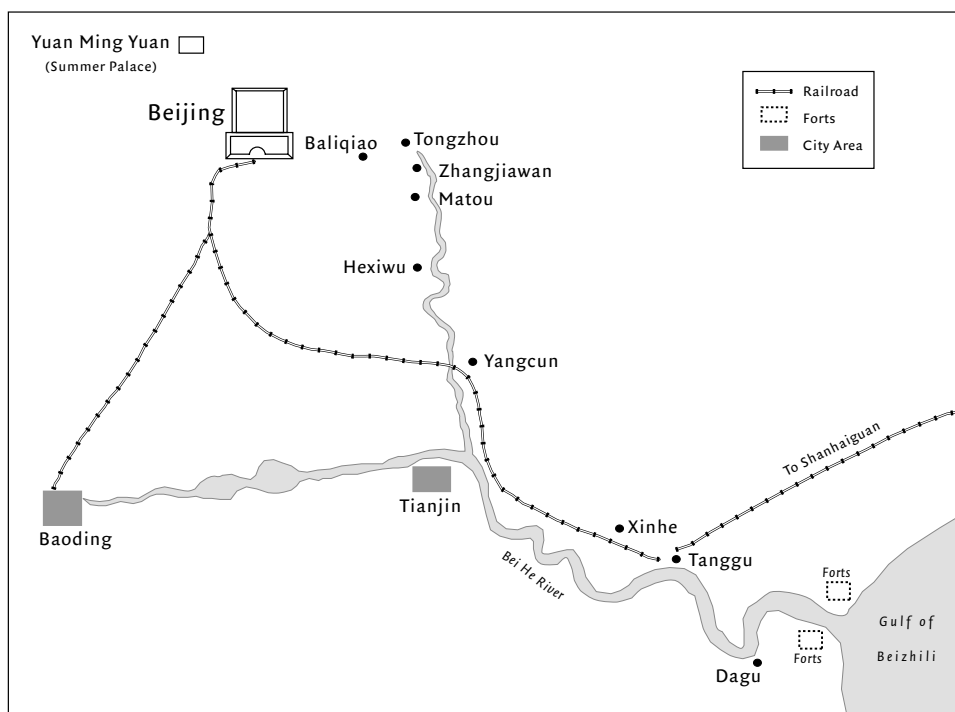 Yuan Ming Yuan
(Summer Palace)
Beijing
Baliqiao
Tongzhou
Zhangjiawan
Matou
Hexiwu
Yangcun
Railroad
Forts
City Area
To Shanhaiguan
Baoding
Tianjin
Bei He River
Xinhe
Tanggu
Forts
Forts
Dagu
Gulf of
Beizhili